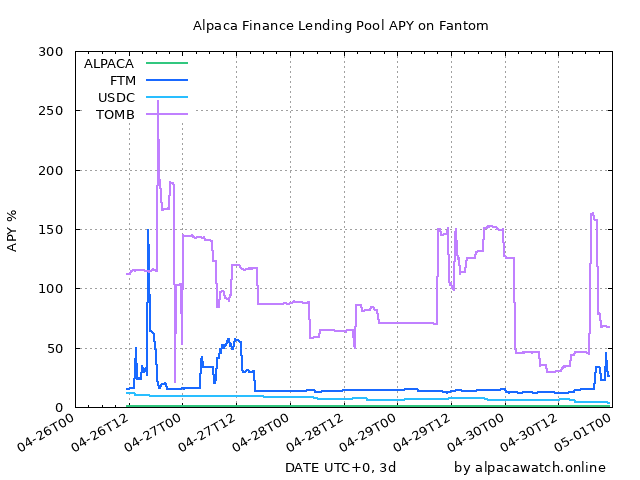 Alpaca Finance Lending Pool APY on Fantom
APY %
300
250
200
150
100
50
0
ALPACA
FTM
USDC
TOMB
04-26T00
04-26T12
04-27T00
04-27T12
04-28T00
04-28T12
04-29T00
04-29T12
04-30T00
04-30T12
05-01T00
DATE UTC+0, 3d
by alpacawatch.online